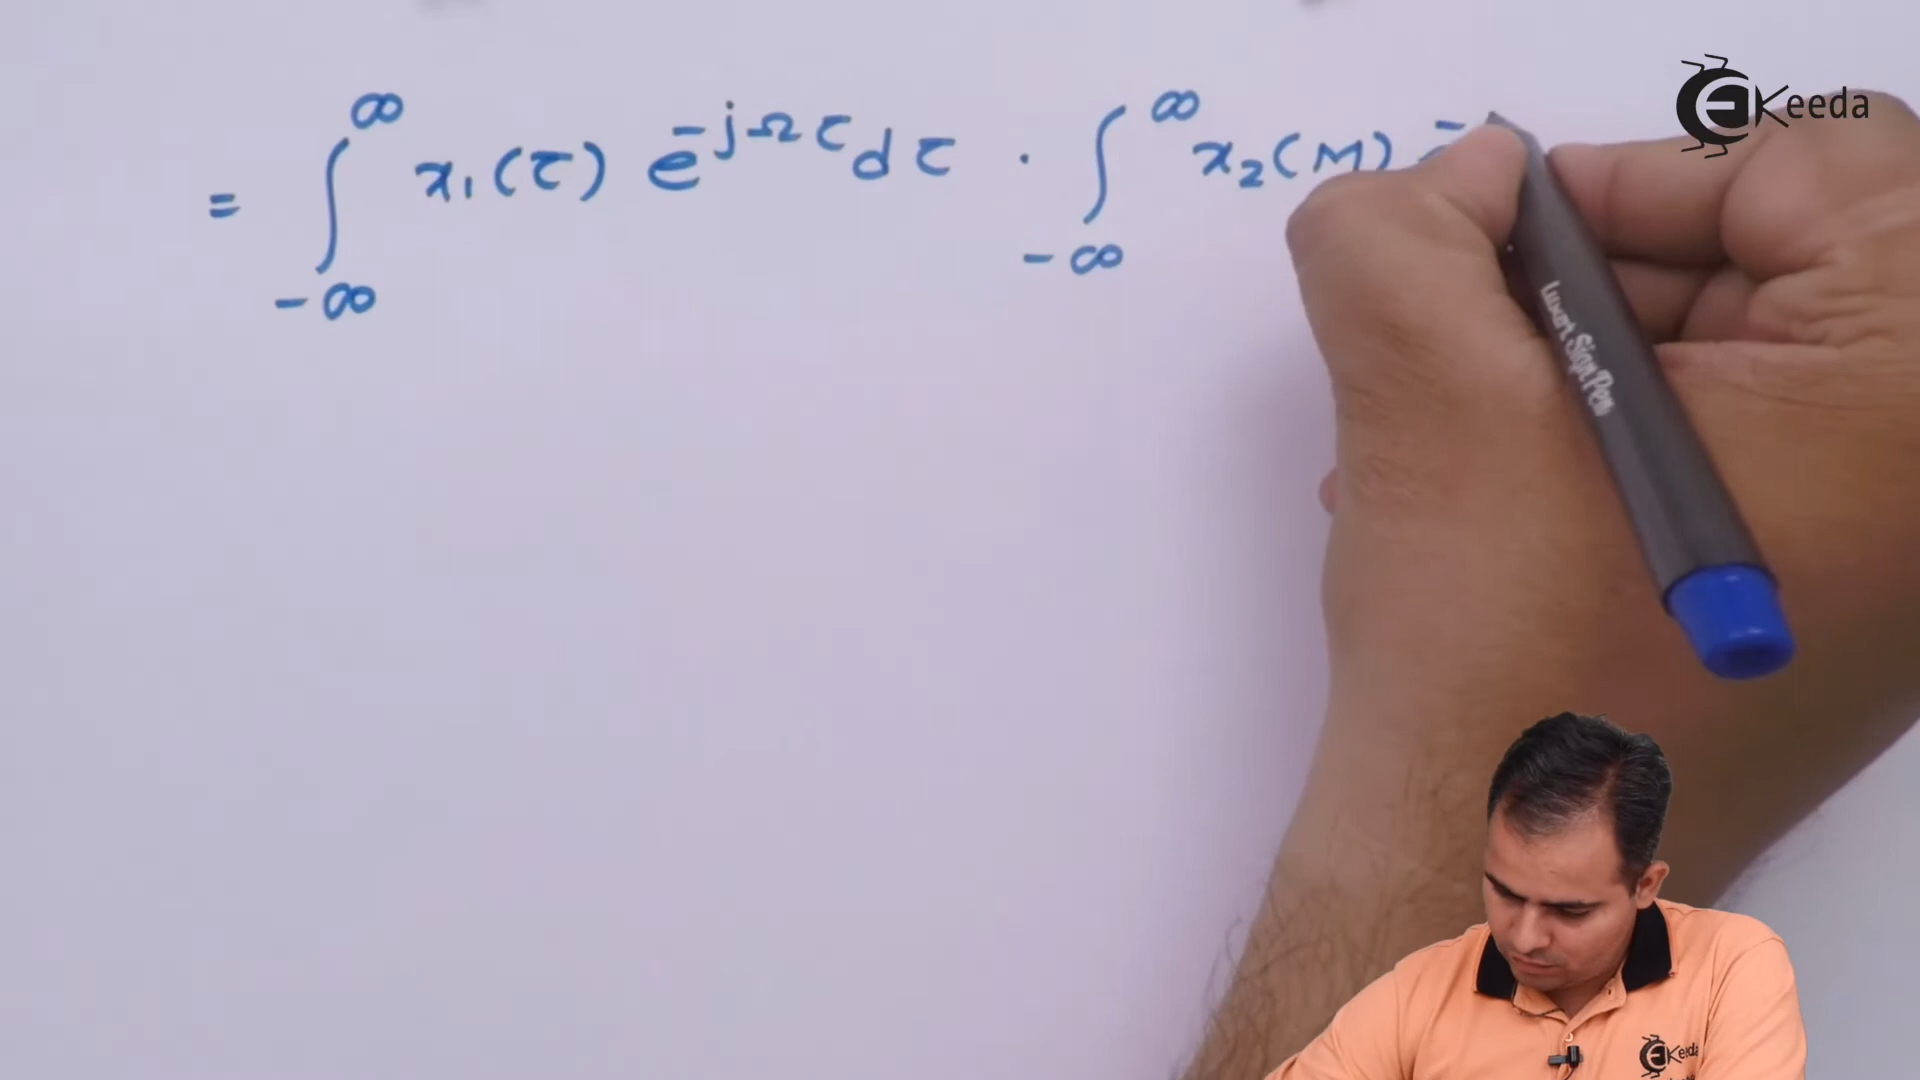 EKeeda
= ∫_{-∞}^{∞} x₁(τ) e^{-jΩτ} dτ · ∫_{-∞}^{∞} x₂(M) e^{-
Luxor Sign Pen
EKeeda